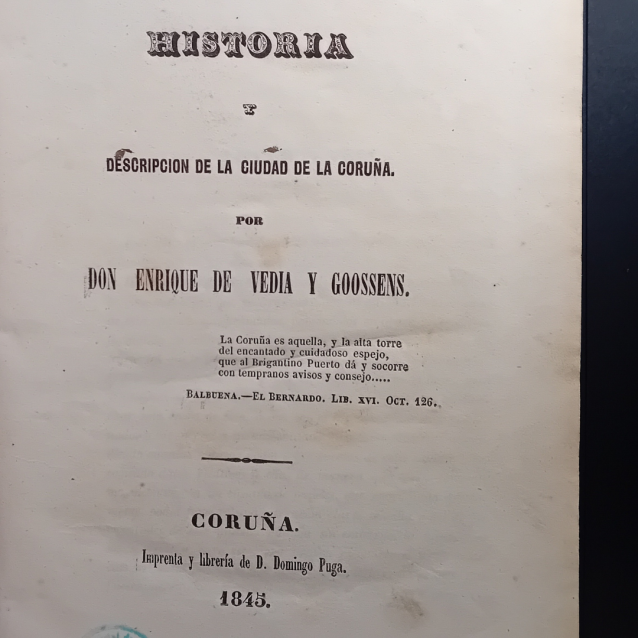 HISTORIA
Y
DESCRIPCION DE LA CIUDAD DE LA CORUÑA.
POR
DON ENRIQUE DE VEDIA Y GOOSSENS.
La Coruña es aquella, y la alta torre
del encantado y cuidadoso espejo,
que al Brigantino Puerto dá y socorre
con tempranos avisos y consejo.....
BALBUENA.—EL BERNARDO. LIB. XVI. OCT. 126.
CORUÑA.
Imprenta y librería de D. Domingo Puga.
1845.